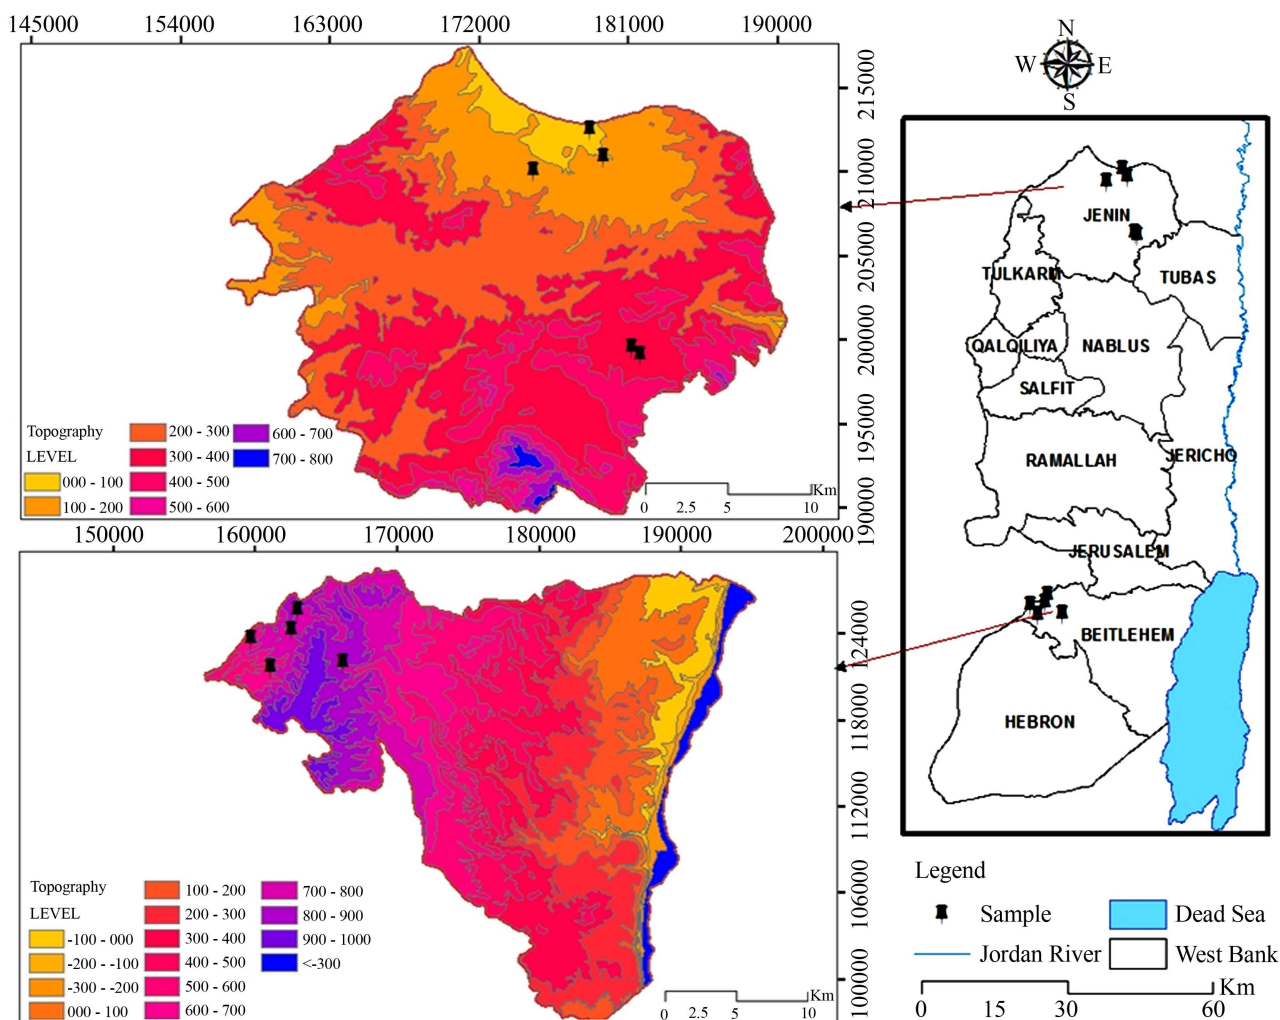 145000 154000 163000 172000 181000 190000
215000
210000
205000
200000
195000
190000
Topography
LEVEL
000 - 100
100 - 200
200 - 300
300 - 400
400 - 500
500 - 600
600 - 700
700 - 800
Km
0 2.5 5 10
150000 160000 170000 180000 190000 200000
124000
118000
112000
106000
100000
Topography
LEVEL
-100 - 000
-200 - -100
-300 - -200
000 - 100
100 - 200
200 - 300
300 - 400
400 - 500
500 - 600
600 - 700
700 - 800
800 - 900
900 - 1000
<-300
Km
0 2.5 5 10
N
W E
S
JENIN
TULKARM
TUBAS
QALQILIYA
NABLUS
SALFIT
RAMALLAH
JERICHO
JERUSALEM
BEITLEHEM
HEBRON
Legend
Sample
Dead Sea
Jordan River
West Bank
Km
0 15 30 60